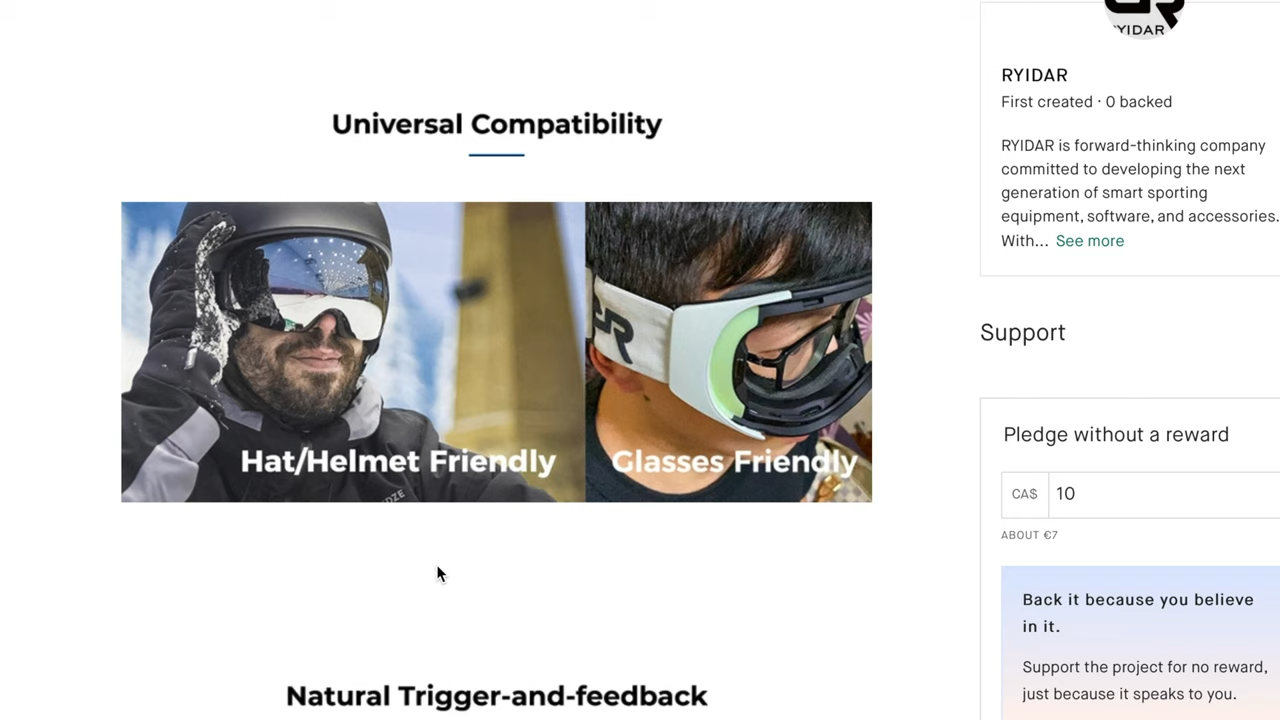 Universal Compatibility
Hat/Helmet Friendly
Glasses Friendly
Natural Trigger-and-feedback
YIDAR
RYIDAR
First created · 0 backed
RYIDAR is forward-thinking company
committed to developing the next
generation of smart sporting
equipment, software, and accessories.
With... See more
Support
Pledge without a reward
CA$ 10
ABOUT €7
Back it because you believe
in it.
Support the project for no reward,
just because it speaks to you.